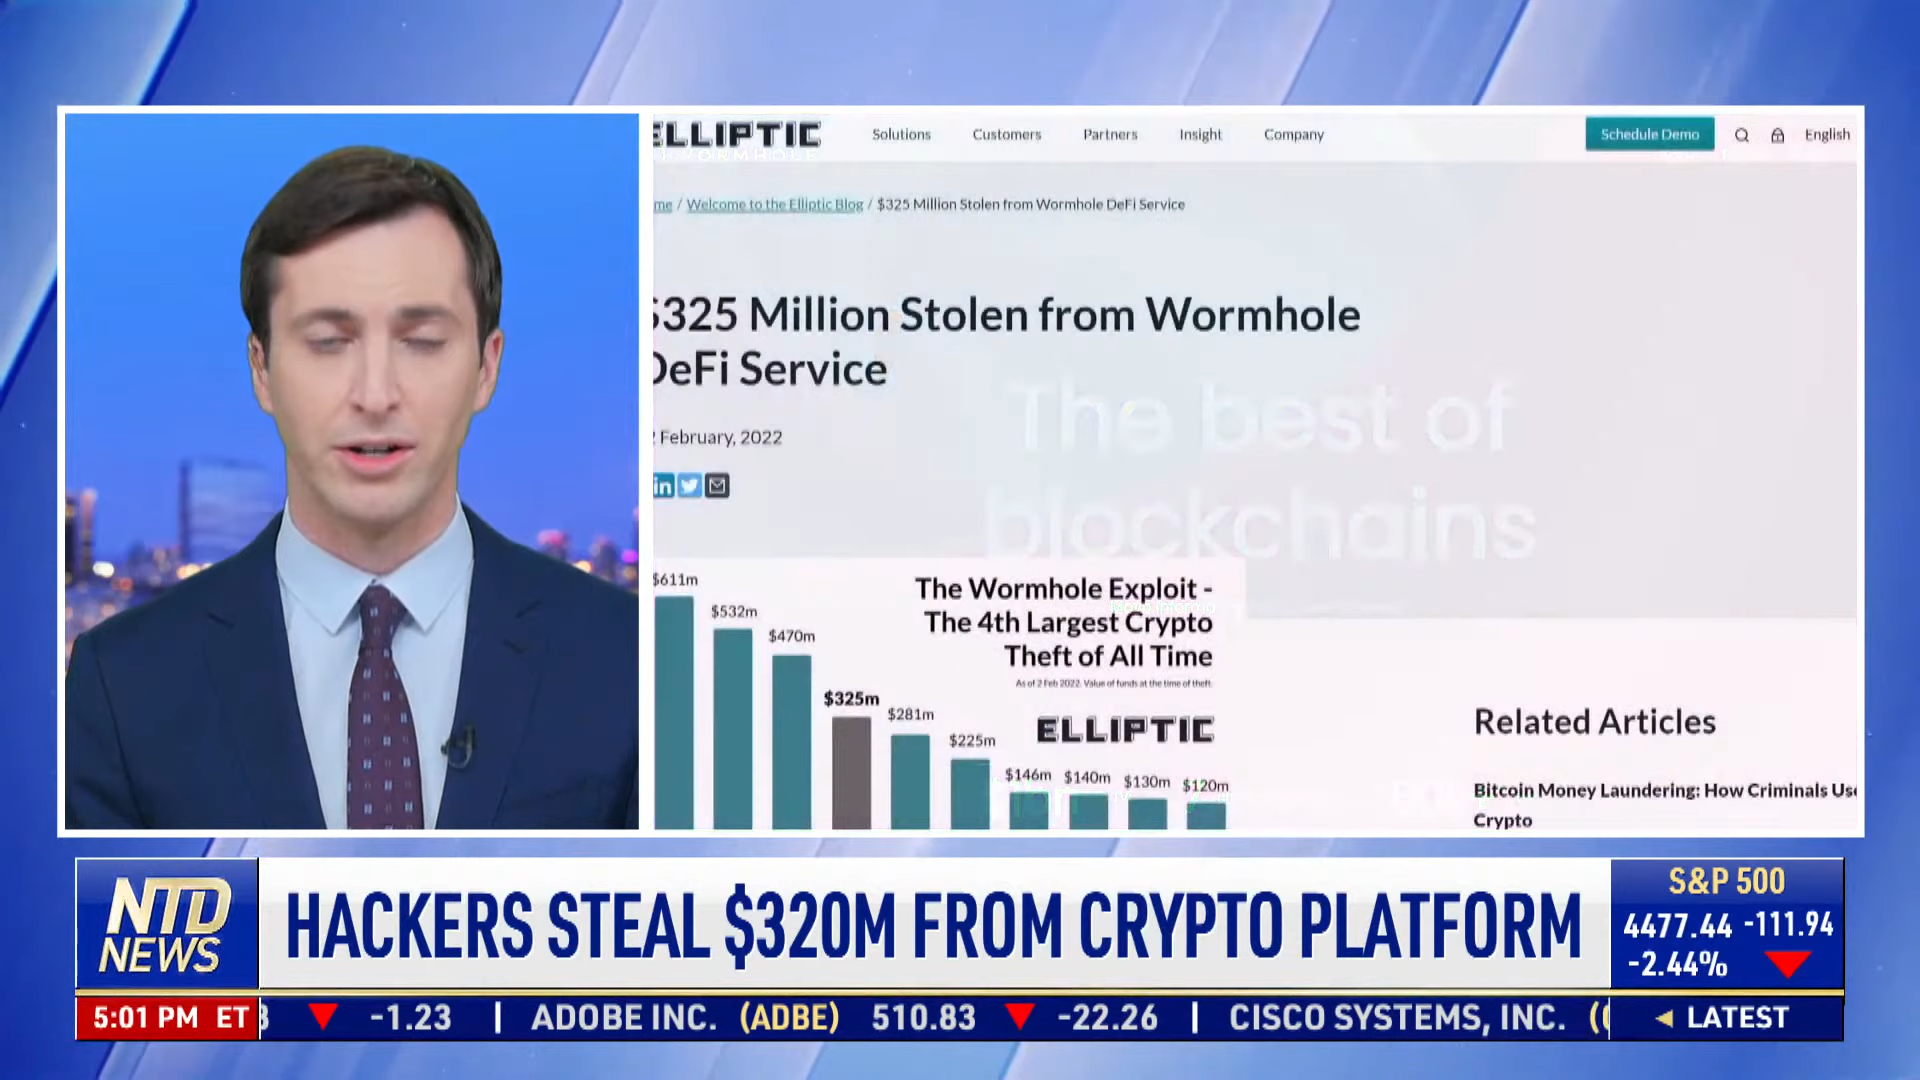 ELLIPTIC
Solutions Customers Partners Insight Company
Schedule Demo
English
me / Welcome to the Elliptic Blog / $325 Million Stolen from Wormhole DeFi Service
$325 Million Stolen from Wormhole
DeFi Service
The best of
blockchains
2 February, 2022
in
$611m
$532m
$470m
$325m
$281m
$225m
$146m
$140m
$130m
$120m
The Wormhole Exploit -
The 4th Largest Crypto
Theft of All Time
As of 2 Feb 2022. Value of funds at the time of theft.
ELLIPTIC
Related Articles
Bitcoin Money Laundering: How Criminals Use
Crypto
NTD
NEWS
HACKERS STEAL $320M FROM CRYPTO PLATFORM
S&P 500
4477.44 -111.94
-2.44%
5:01 PM ET
-1.23 | ADOBE INC. (ADBE) 510.83 -22.26 | CISCO SYSTEMS, INC.
LATEST